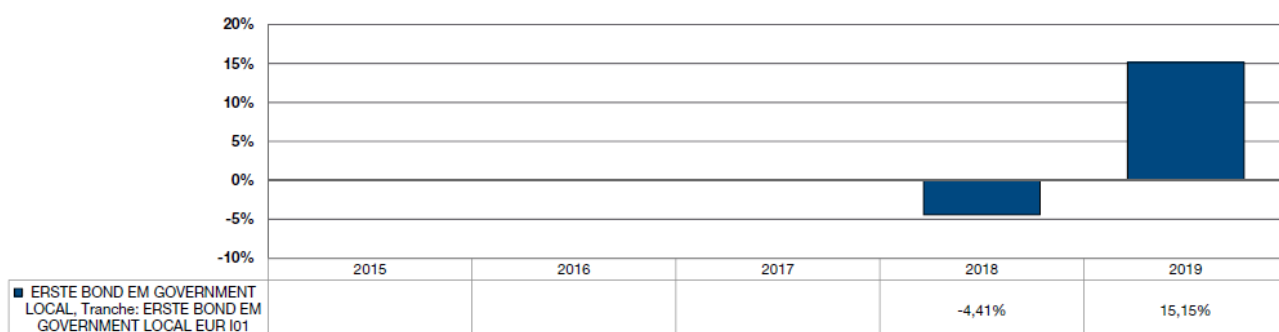 20%
15%
10%
5%
0%
-5%
-10%
2015 2016 2017 2018 2019
ERSTE BOND EM GOVERNMENT
LOCAL, Tranche: ERSTE BOND EM
GOVERNMENT LOCAL EUR I01
-4,41% 15,15%